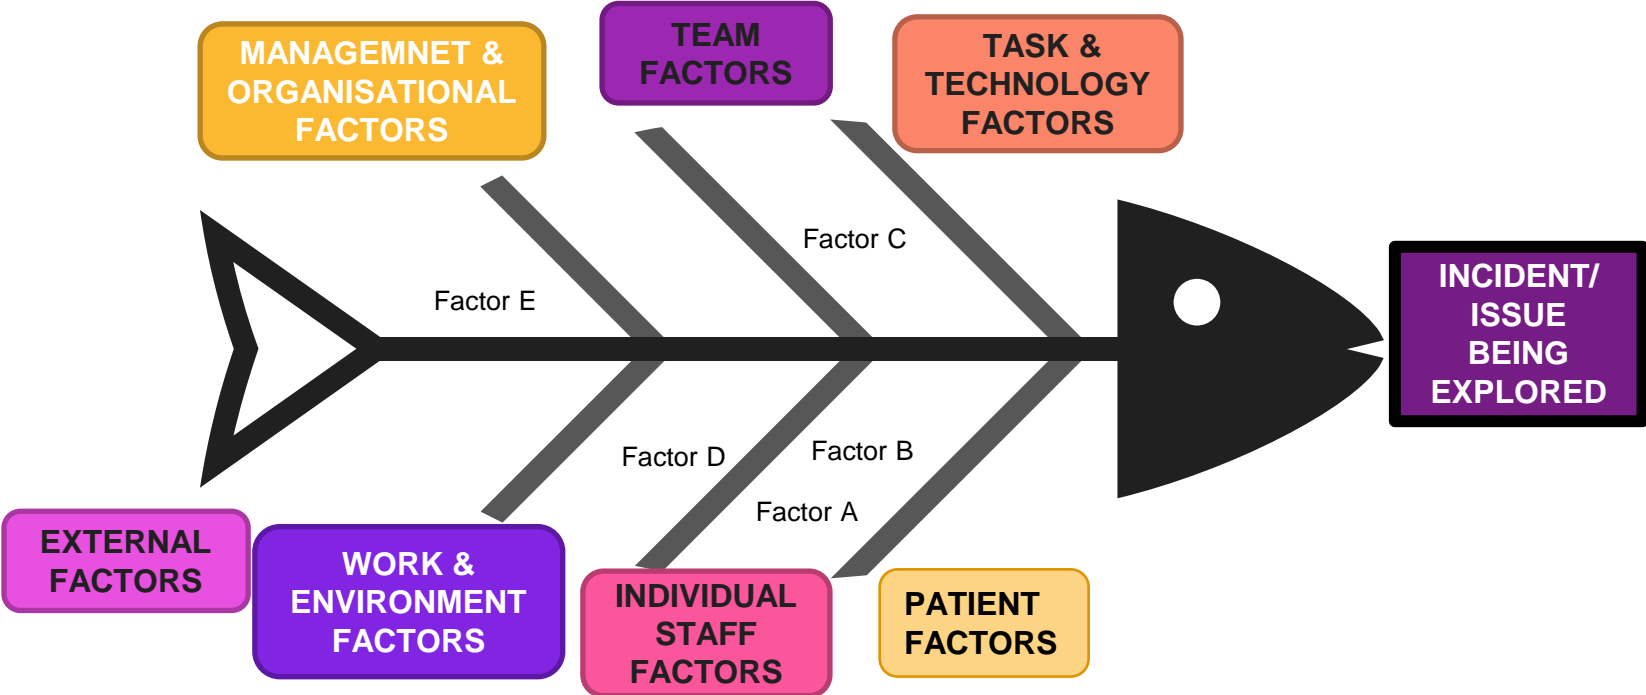 MANAGEMNET &
ORGANISATIONAL
FACTORS
TEAM
FACTORS
TASK &
TECHNOLOGY
FACTORS
Factor C
Factor E
INCIDENT/
ISSUE
BEING
EXPLORED
Factor D
Factor B
Factor A
EXTERNAL
FACTORS
WORK &
ENVIRONMENT
FACTORS
INDIVIDUAL
STAFF
FACTORS
PATIENT
FACTORS